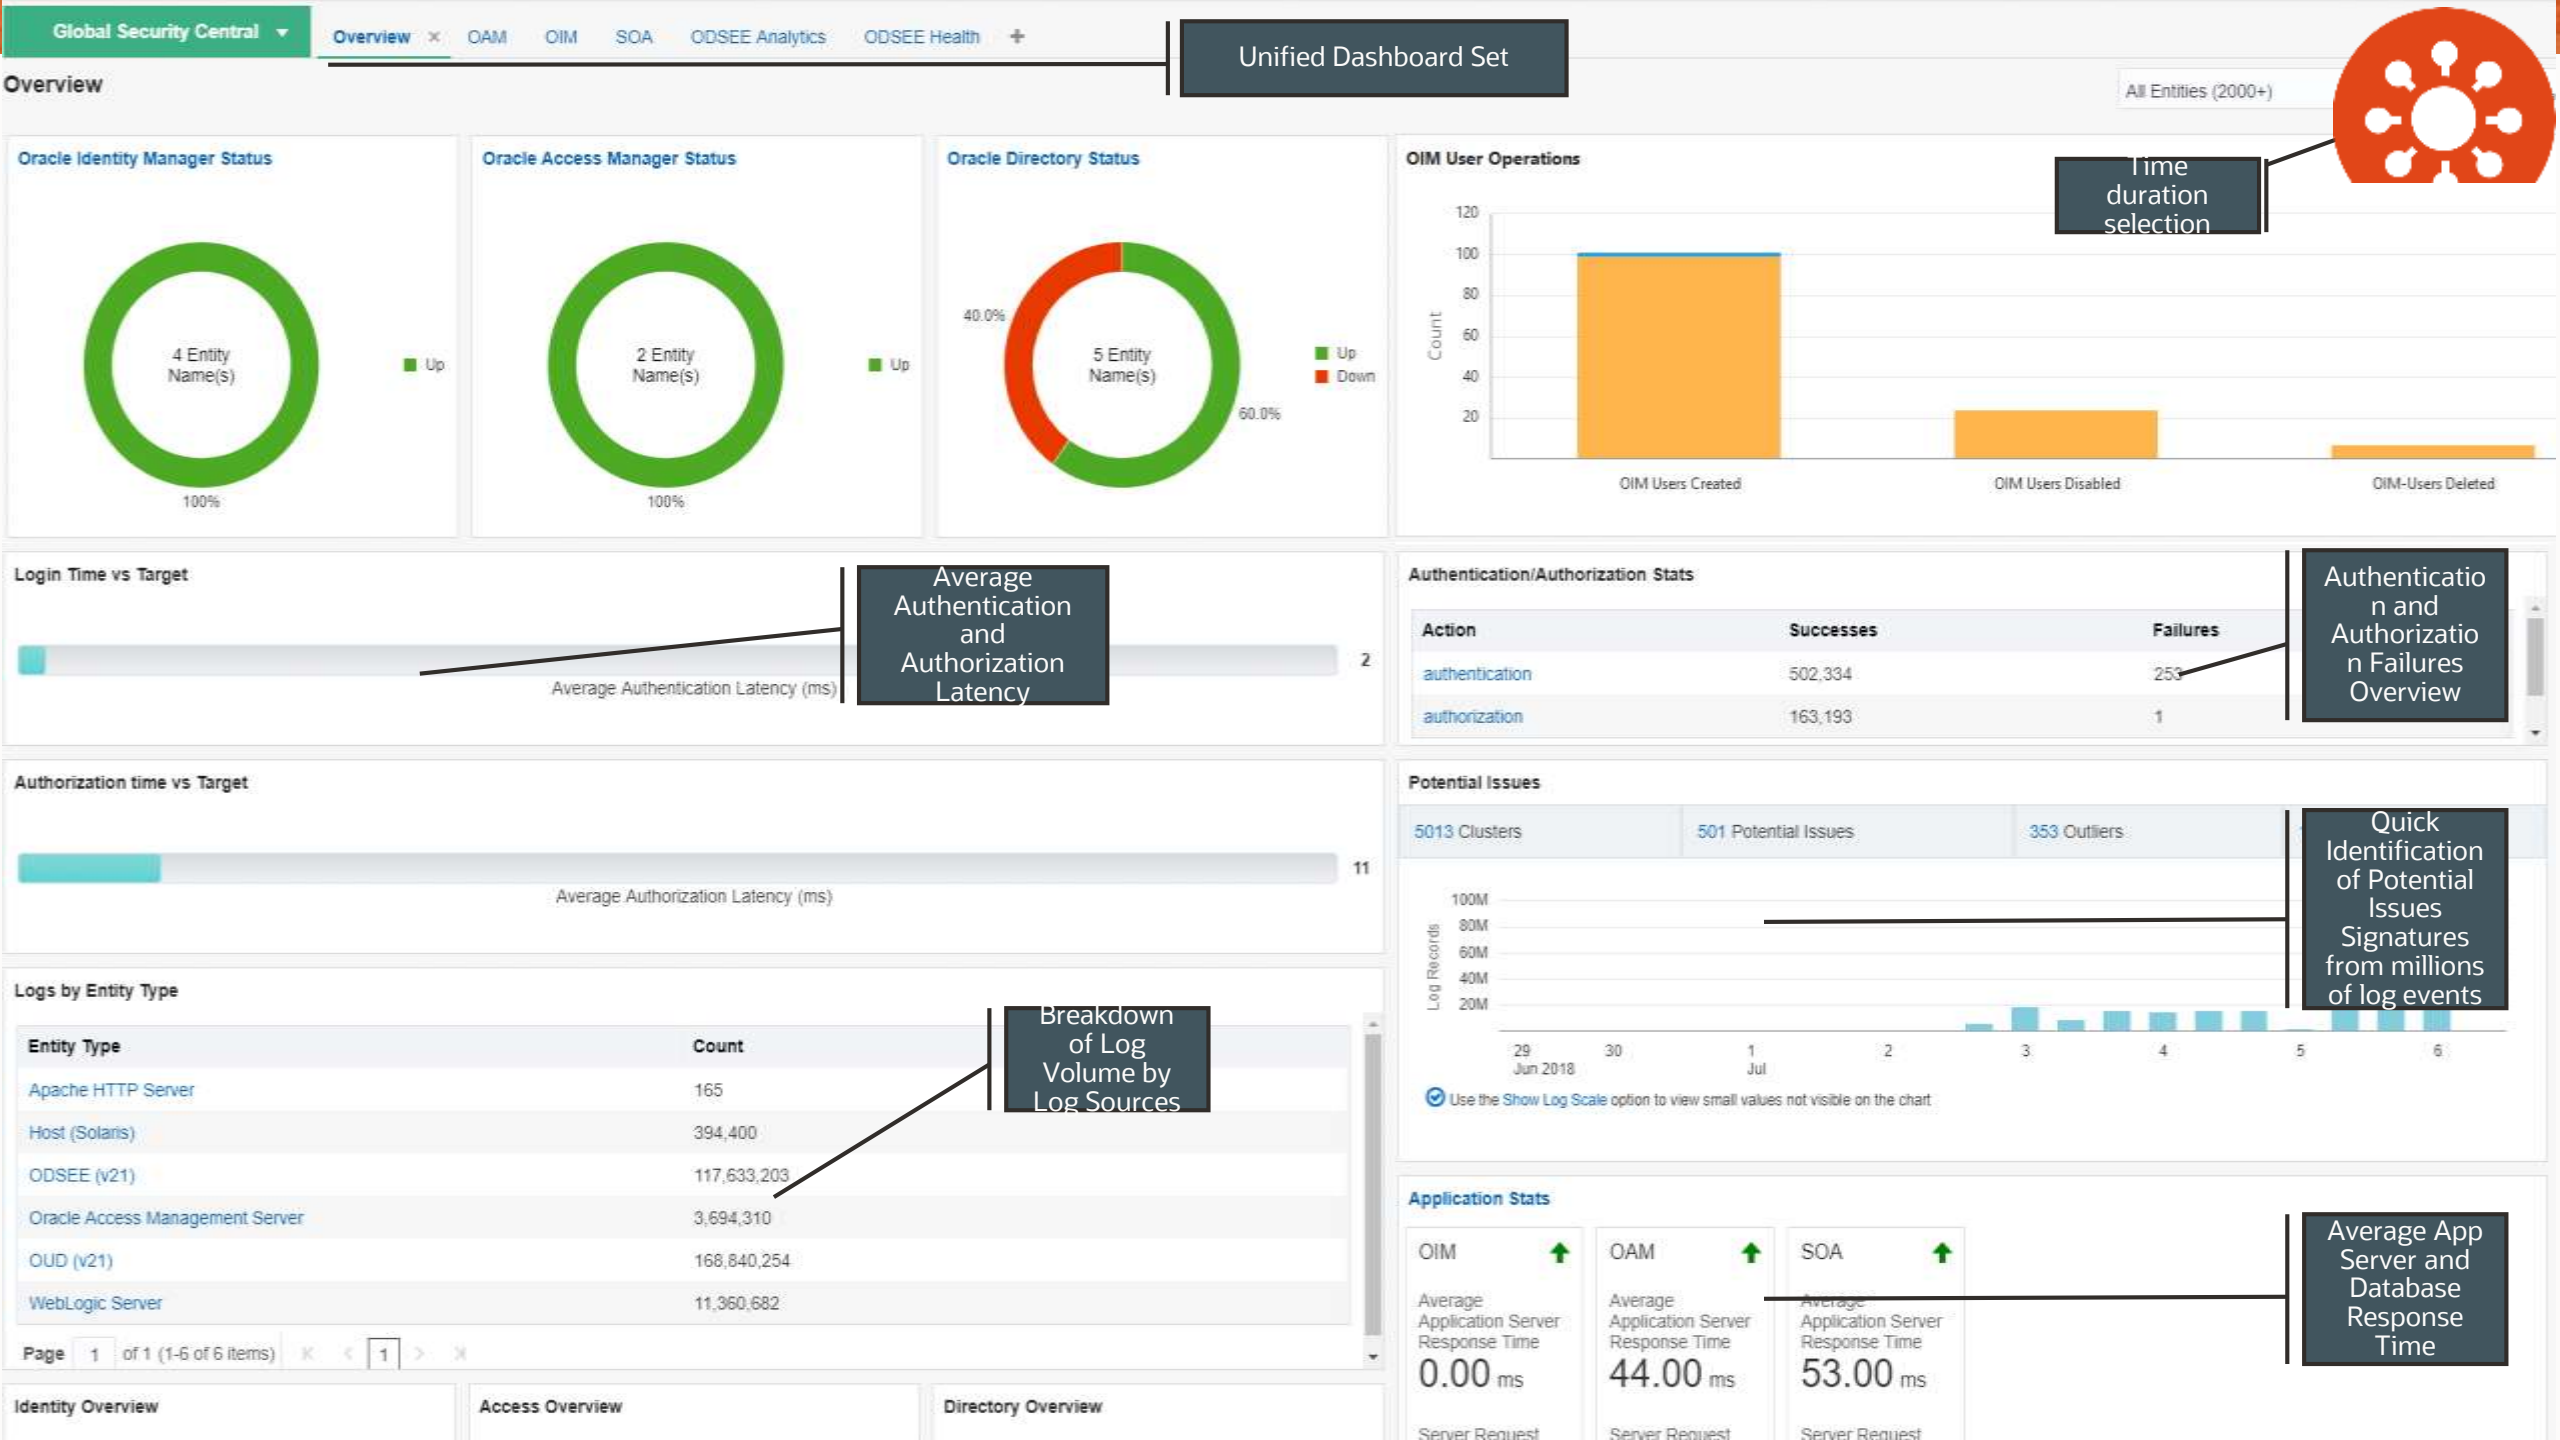 Global Security Central
Overview × OAM OIM SOA ODSEE Analytics ODSEE Health +
Unified Dashboard Set
Overview
All Entities (2000+)
Time
duration
selection
Oracle Identity Manager Status
4 Entity
Name(s)
Up
100%
Oracle Access Manager Status
2 Entity
Name(s)
Up
100%
Oracle Directory Status
40.0%
5 Entity
Name(s)
Up
Down
60.0%
OIM User Operations
120
100
80
60
40
20
Count
OIM Users Created
OIM Users Disabled
OIM-Users Deleted
Login Time vs Target
2
Average Authentication Latency (ms)
Average
Authentication
and
Authorization
Latency
Authentication/Authorization Stats
Action Successes Failures
authentication 502,334 253
authorization 163,193 1
Authenticatio
n and
Authorizatio
n Failures
Overview
Authorization time vs Target
11
Average Authorization Latency (ms)
Potential Issues
5013 Clusters 501 Potential Issues 353 Outliers
100M
80M
60M
40M
20M
Log Records
29 30 1 2 3 4 5 6
Jun 2018 Jul
Use the Show Log Scale option to view small values not visible on the chart
Quick
Identification
of Potential
Issues
Signatures
from millions
of log events
Logs by Entity Type
Entity Type Count
Apache HTTP Server 165
Host (Solaris) 394,400
ODSEE (v21) 117,633,203
Oracle Access Management Server 3,694,310
OUD (v21) 168,840,254
WebLogic Server 11,360,682
Page 1 of 1 (1-6 of 6 items) 1
Breakdown
of Log
Volume by
Log Sources
Application Stats
OIM
Average
Application Server
Response Time
0.00 ms
Server Request
OAM
Average
Application Server
Response Time
44.00 ms
Server Request
SOA
Average
Application Server
Response Time
53.00 ms
Server Request
Average App
Server and
Database
Response
Time
Identity Overview
Access Overview
Directory Overview